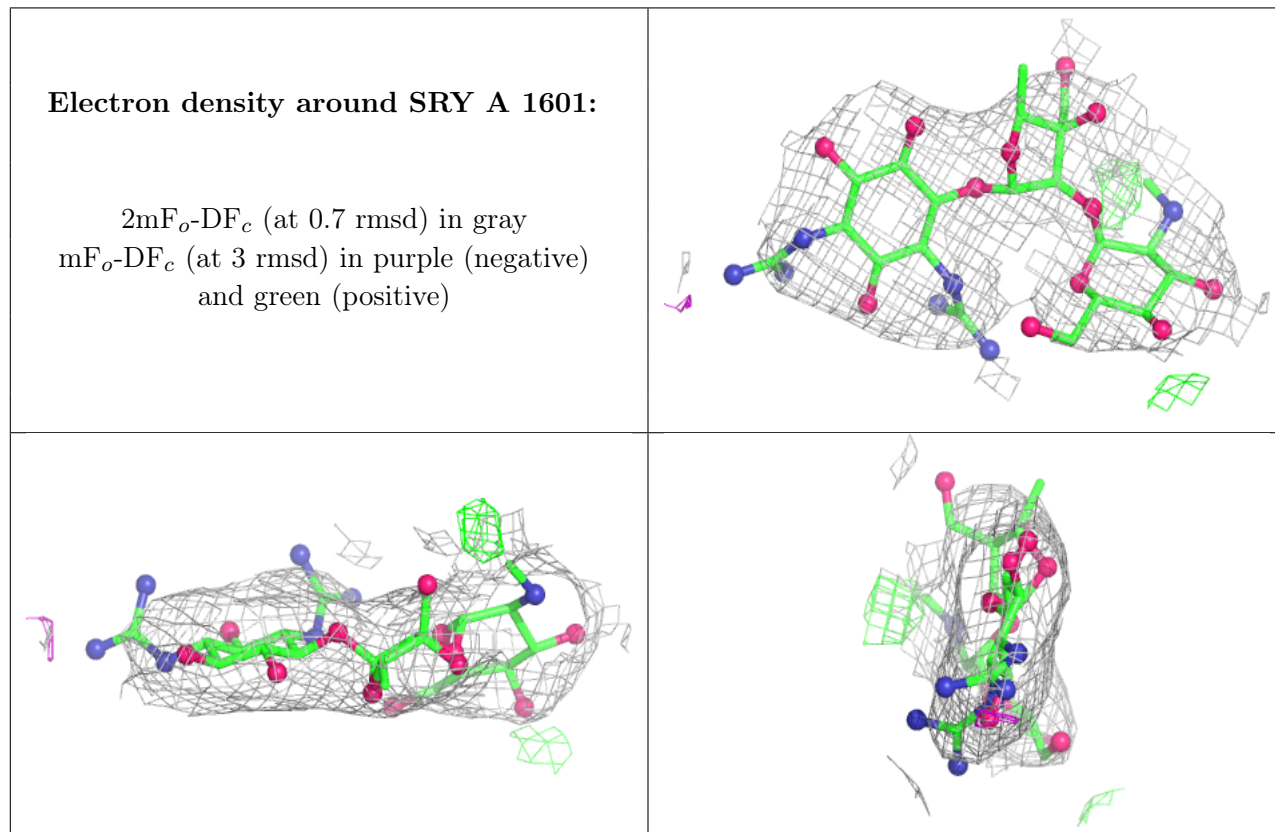 Electron density around SRY A 1601:
2mFo-DFc (at 0.7 rmsd) in gray
mFo-DFc (at 3 rmsd) in purple (negative)
and green (positive)